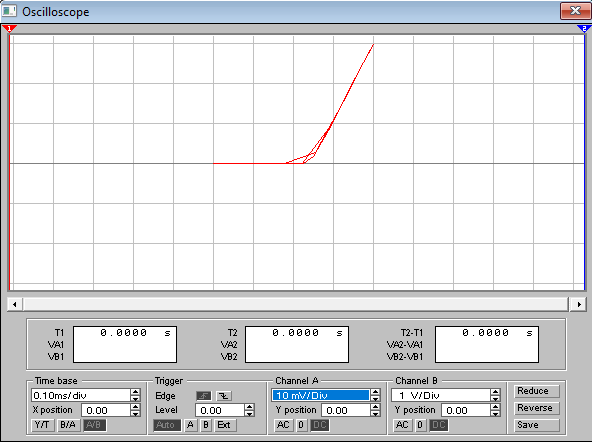 Oscilloscope
1 2
T1 0.0000 s T2 0.0000 s T2-T1 0.0000 s
VA1 VA2 VA2-VA1
VB1 VB2 VB2-VB1
Time base Trigger Channel A Channel B
0.10ms/div Edge 10 mV/Div 1 V/Div Reduce
X position 0.00 Level 0.00 Y position 0.00 Y position 0.00 Reverse
Y/T B/A A/B Auto A B Ext AC 0 DC AC 0 DC Save